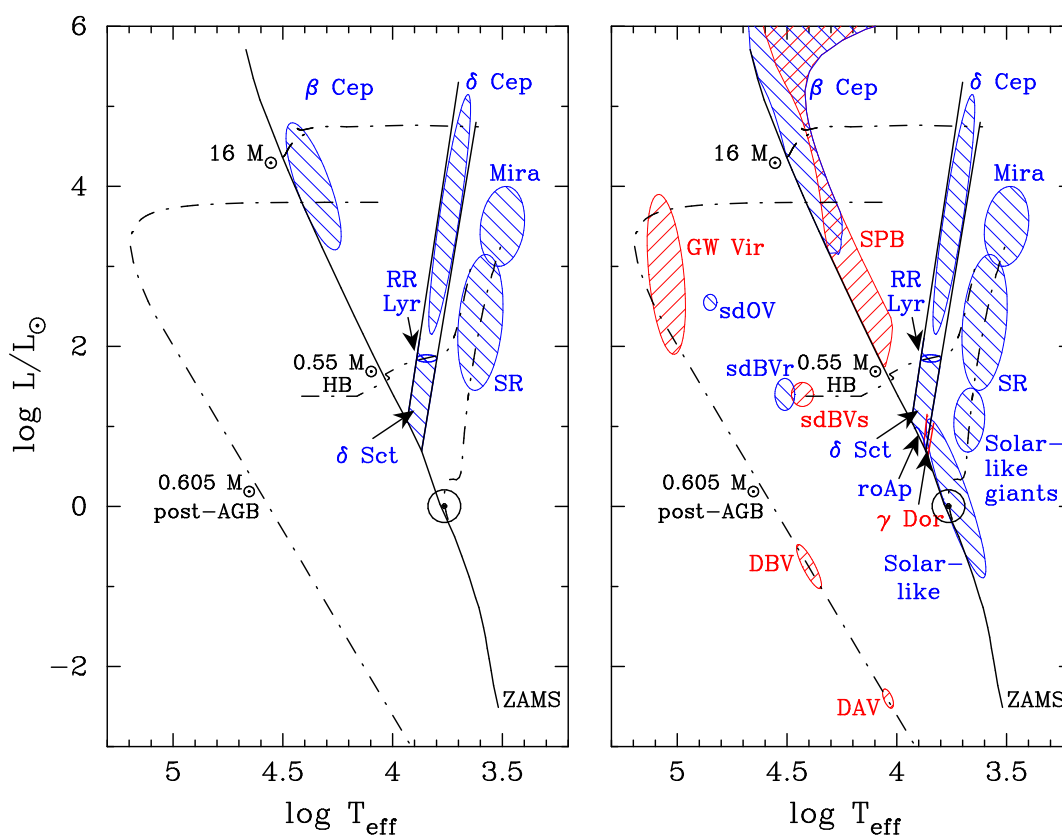 6
4
2
0
−2
log L/L☉
5
4.5
4
3.5
log Teff
β Cep
δ Cep
16 M☉
Mira
RR
Lyr
0.55 M☉
HB
SR
δ Sct
0.605 M☉
post−AGB
ZAMS
β Cep
δ Cep
16 M☉
Mira
GW Vir
SPB
RR
Lyr
sdOV
sdBVr
0.55 M☉
HB
SR
sdBVs
δ Sct
Solar−
like
giants
roAp
γ Dor
0.605 M☉
post−AGB
DBV
Solar−
like
DAV
ZAMS
5
4.5
4
3.5
log Teff